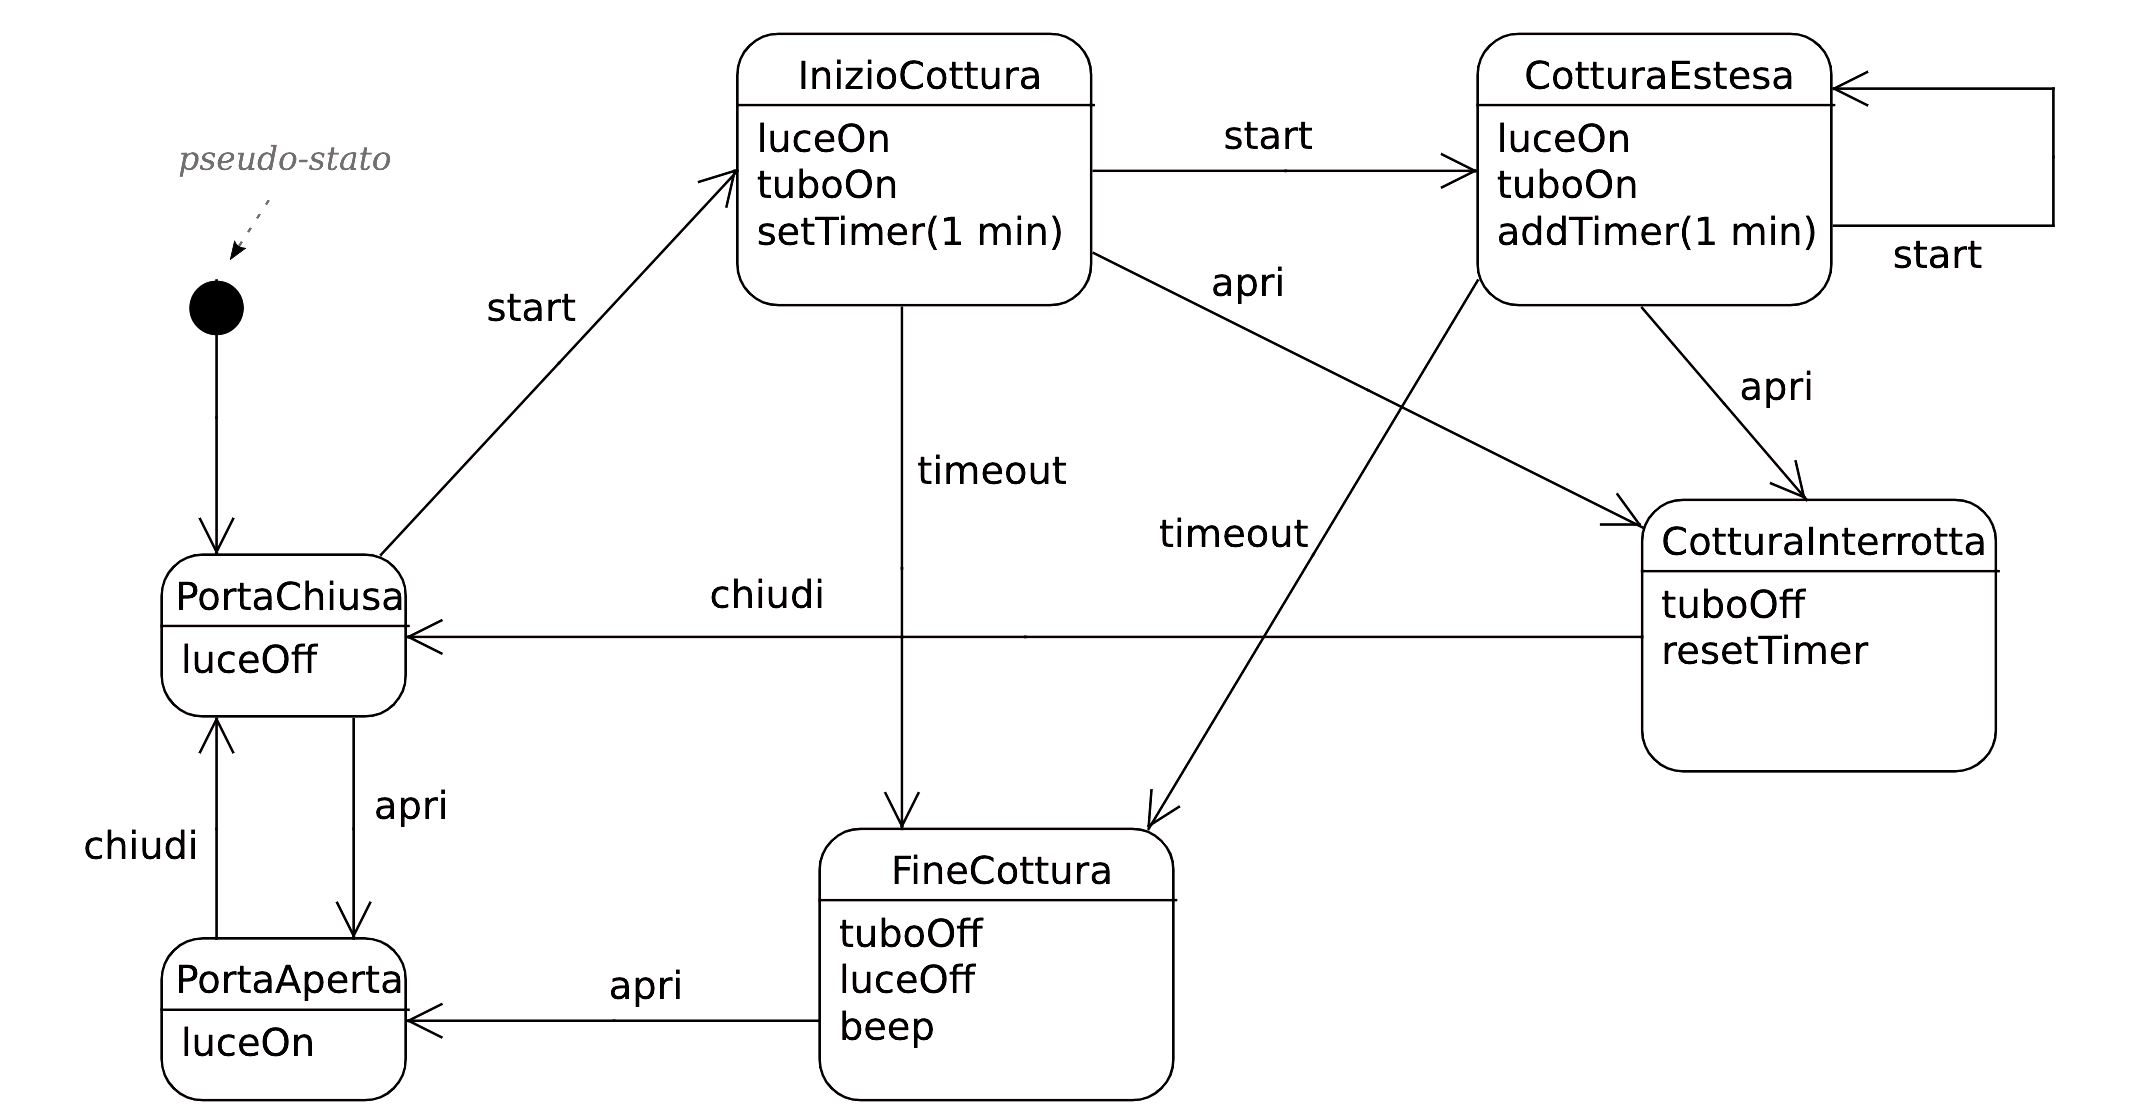 InizioCottura
luceOn
tuboOn
setTimer(1 min)
CotturaEstesa
luceOn
tuboOn
addTimer(1 min)
start
start
pseudo-stato
start
apri
apri
timeout
timeout
CotturaInterrotta
tuboOff
resetTimer
chiudi
PortaChiusa
luceOff
chiudi
apri
FineCottura
tuboOff
luceOff
beep
apri
PortaAperta
luceOn